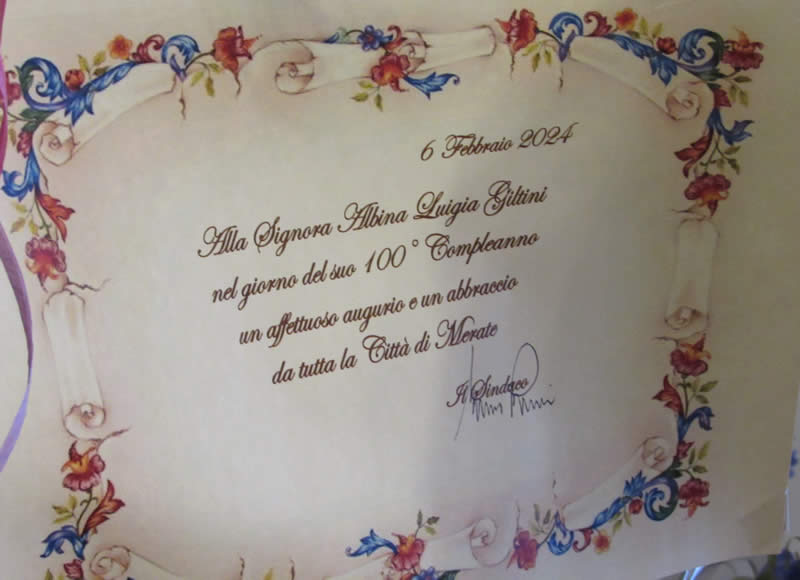 6 Febbraio 2024
Alla Signora Albina Luigia Giltini
nel giorno del suo 100° Compleanno
un affettuoso augurio e un abbraccio
da tutta la Città di Merate
Il Sindaco